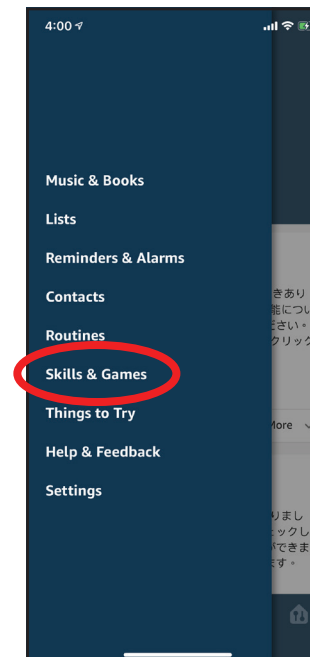 4:00
Music & Books
Lists
Reminders & Alarms
Contacts
Routines
Skills & Games
Things to Try
Help & Feedback
Settings
きあり
能につい
ださい。
クリック
More
りまし
ックし
ができま
ます。